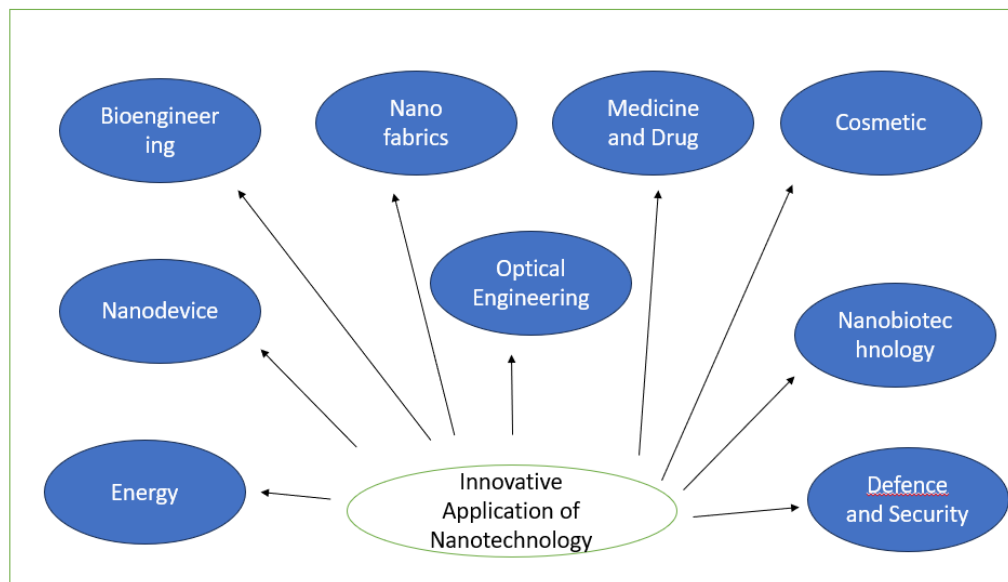 Bioengineer
ing
Nano
fabrics
Medicine
and Drug
Cosmetic
Optical
Engineering
Nanodevice
Nanobiotec
hnology
Energy
Innovative
Application of
Nanotechnology
Defence
and Security